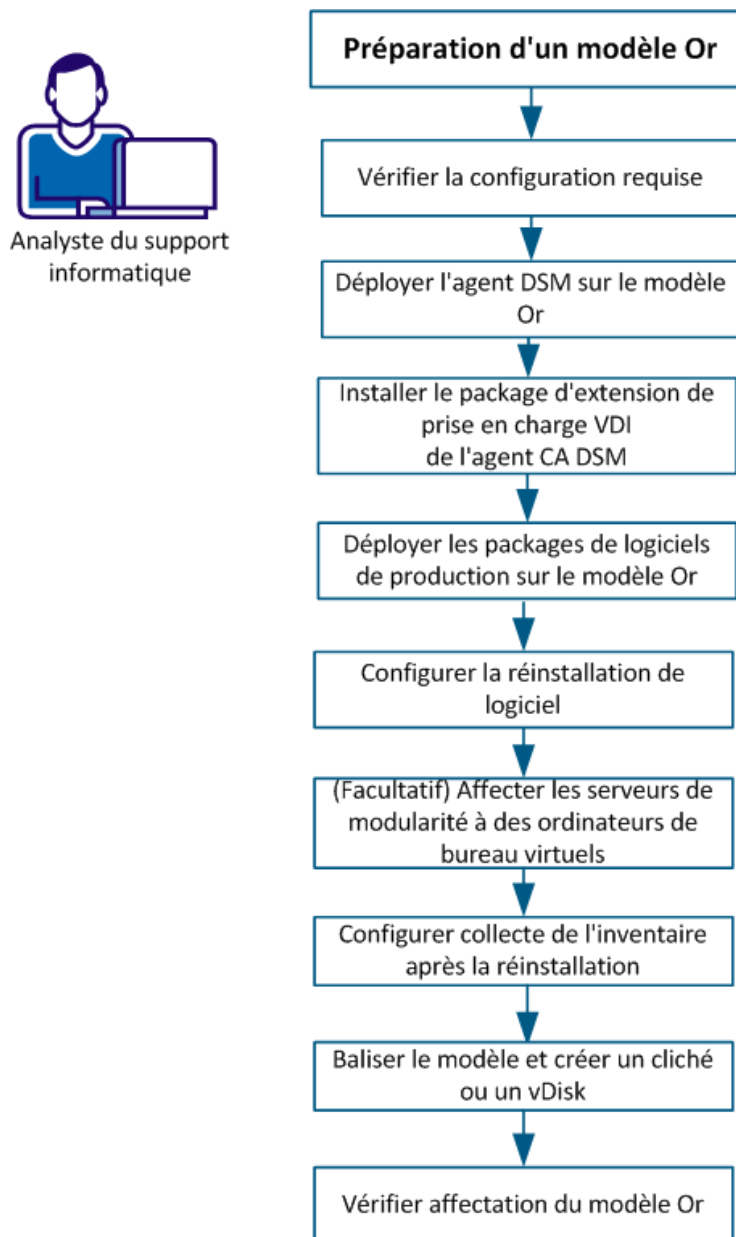 Préparation d'un modèle Or
Analyste du support
informatique
Vérifier la configuration requise
Déployer l'agent DSM sur le modèle
Or
Installer le package d'extension de
prise en charge VDI
de l'agent CA DSM
Déployer les packages de logiciels
de production sur le modèle Or
Configurer la réinstallation de
logiciel
(Facultatif) Affecter les serveurs de
modularité à des ordinateurs de
bureau virtuels
Configurer collecte de l'inventaire
après la réinstallation
Baliser le modèle et créer un cliché
ou un vDisk
Vérifier affectation du modèle Or